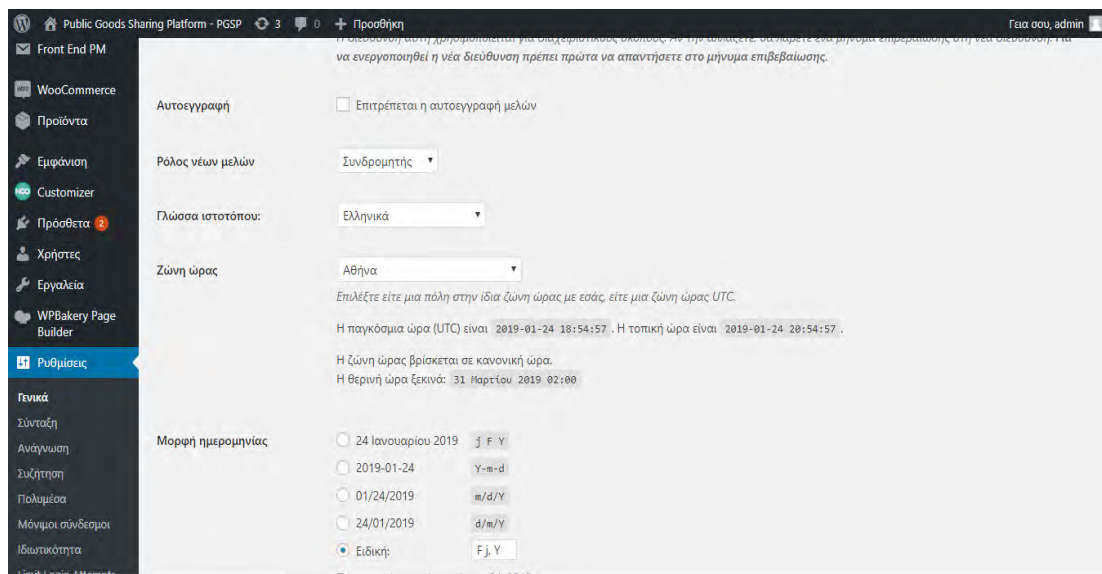 Public Goods Sharing Platform - PGSP 3 0 + Προσθήκη Γεια σου, admin
Front End PM
WooCommerce
Προϊόντα
Εμφάνιση
Customizer
Πρόσθετα 2
Χρήστες
Εργαλεία
WPBakery Page
Builder
Ρυθμίσεις
Γενικά
Σύνταξη
Ανάγνωση
Συζήτηση
Πολυμέσα
Μόνιμοι σύνδεσμοι
Ιδιωτικότητα
Limit Login Attempts
να ενεργοποιηθεί η νέα διεύθυνση πρέπει πρώτα να απαντήσετε στο μήνυμα επιβεβαίωσης.
Αυτοεγγραφή Επιτρέπεται η αυτοεγγραφή μελών
Ρόλος νέων μελών Συνδρομητής
Γλώσσα ιστοτόπου: Ελληνικά
Ζώνη ώρας Αθήνα
Επιλέξτε είτε μια πόλη στην ίδια ζώνη ώρας με εσάς, είτε μια ζώνη ώρας UTC.
Η παγκόσμια ώρα (UTC) είναι 2019-01-24 18:54:57 . Η τοπική ώρα είναι 2019-01-24 20:54:57 .
Η ζώνη ώρας βρίσκεται σε κανονική ώρα.
Η θερινή ώρα ξεκινά: 31 Μαρτίου 2019 02:00
Μορφή ημερομηνίας 24 Ιανουαρίου 2019 j F Y
2019-01-24 Y-m-d
01/24/2019 m/d/Y
24/01/2019 d/m/Y
Ειδική: F j, Y